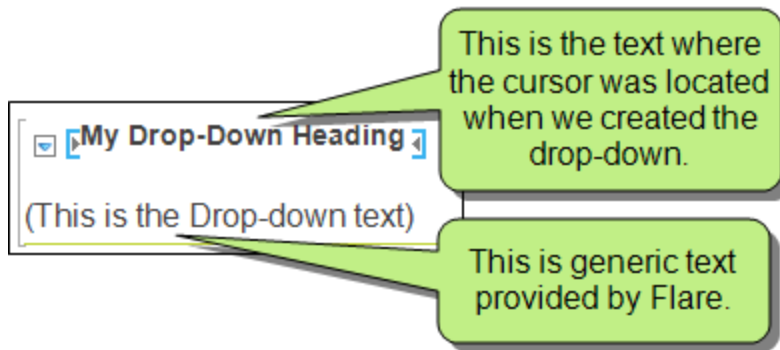 This is the text where
the cursor was located
when we created the
drop-down.
My Drop-Down Heading
(This is the Drop-down text)
This is generic text
provided by Flare.